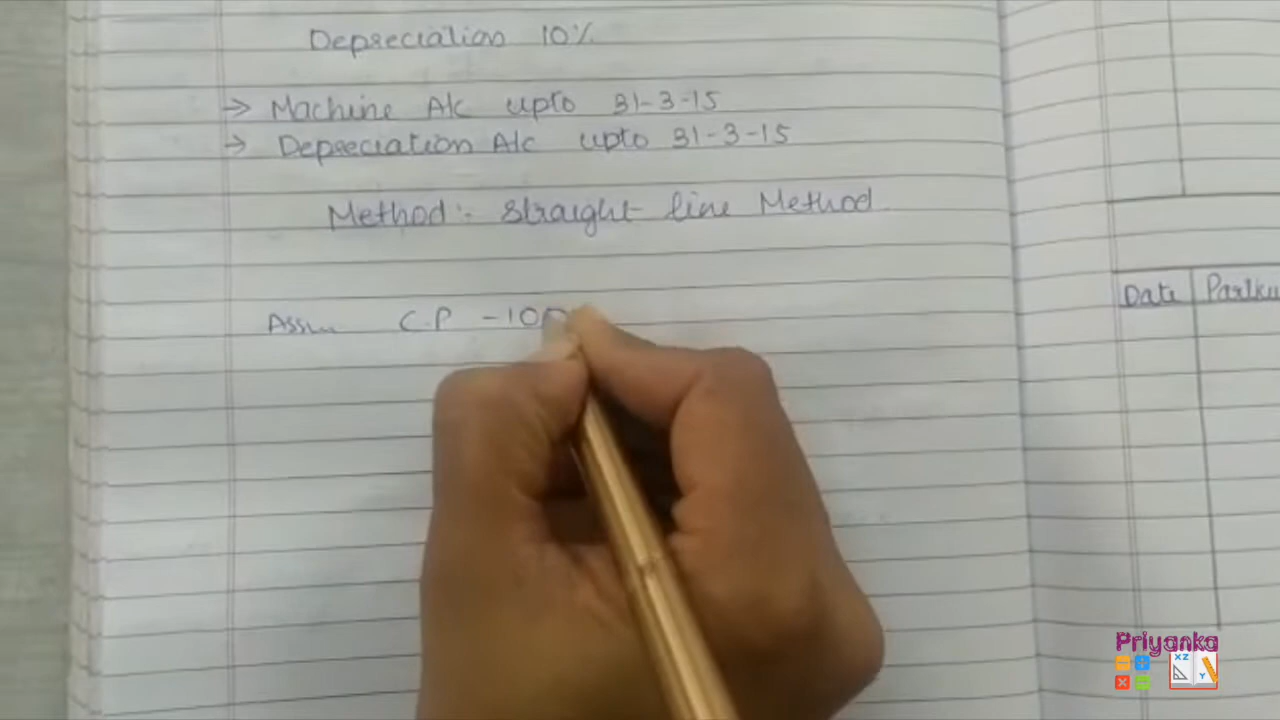 Depreciation 10%
→ Machine A/c upto 31-3-15
→ Depreciation A/c upto 31-3-15
Method:- Straight line Method
C.P - 100
Date
Priyanka
XZ
Y